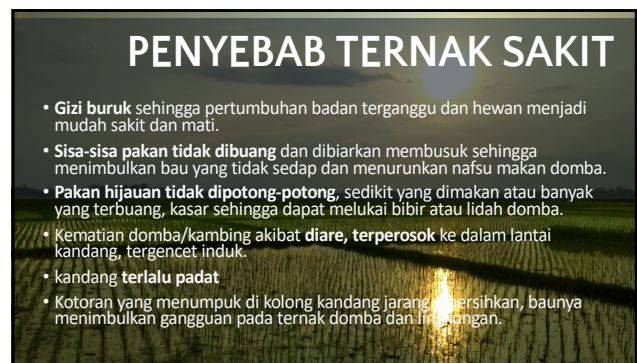 PENYEBAB TERNAK SAKIT
• Gizi buruk sehingga pertumbuhan badan terganggu dan hewan menjadi
mudah sakit dan mati.
• Sisa-sisa pakan tidak dibuang dan dibiarkan membusuk sehingga
menimbulkan bau yang tidak sedap dan menurunkan nafsu makan domba.
• Pakan hijauan tidak dipotong-potong, sedikit yang dimakan atau banyak
yang terbuang, kasar sehingga dapat melukai bibir atau lidah domba.
• Kematian domba/kambing akibat diare, terperosok ke dalam lantai
kandang, tergencet induk.
• kandang terlalu padat
• Kotoran yang menumpuk di kolong kandang jarang dibersihkan, baunya
menimbulkan gangguan pada ternak domba dan lingkungan.